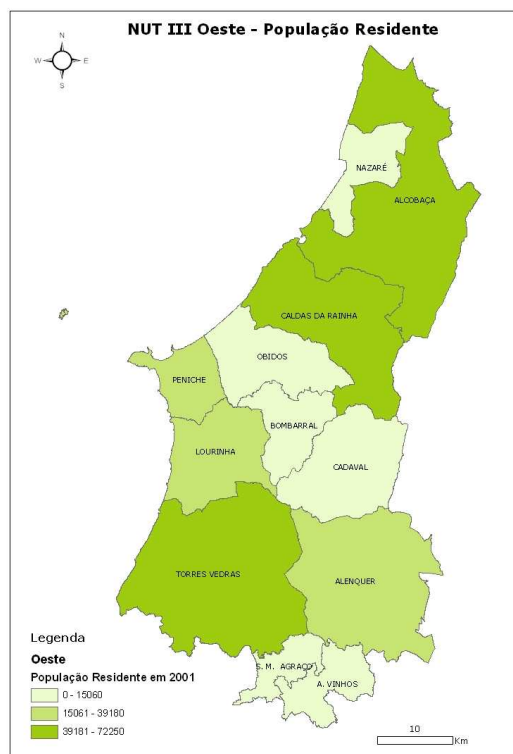 NUT III Oeste - População Residente
N
W E
S
NAZARÉ
ALCOBAÇA
CALDAS DA RAINHA
OBIDOS
PENICHE
BOMBARRAL
LOURINHA
CADAVAL
TORRES VEDRAS
ALENQUER
S. M. AGRAÇO
A. VINHOS
Legenda
Oeste
População Residente em 2001
0 - 15060
15061 - 39180
39181 - 72250
10
Km